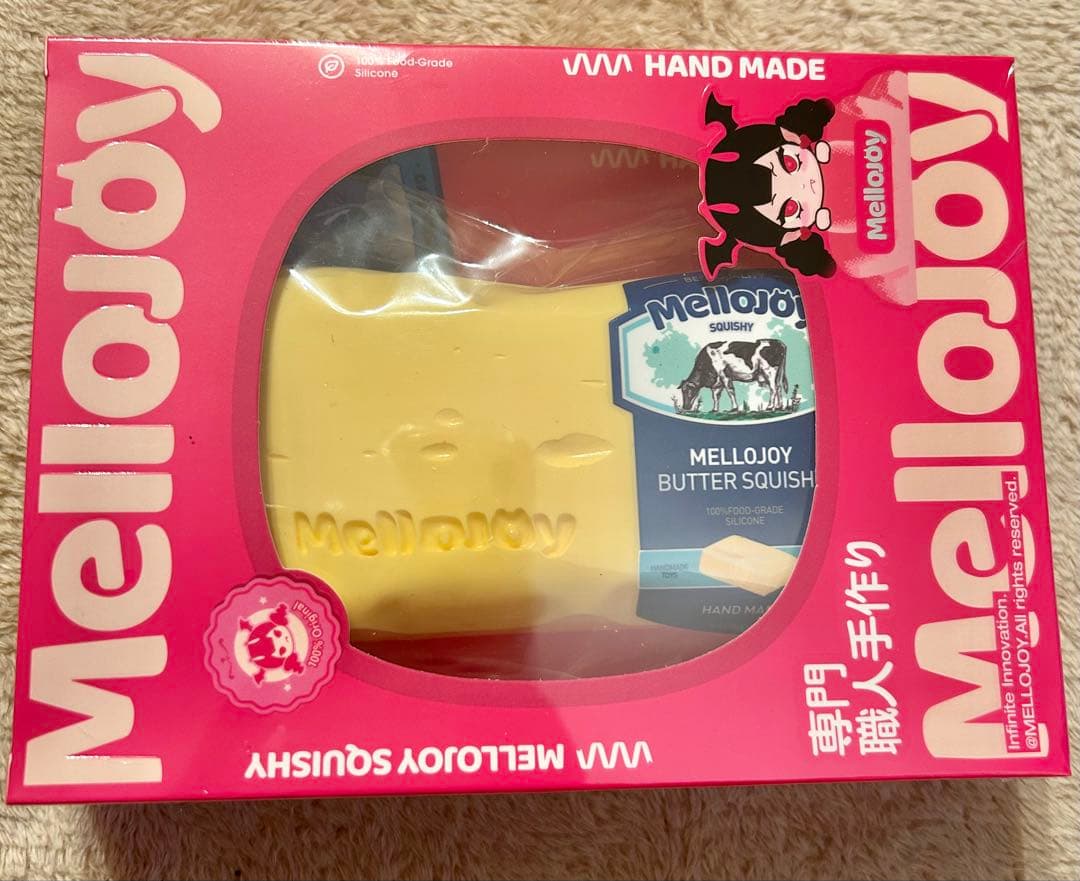 100% Food-Grade
Silicone
HAND MADE
Mellojoy
Mellojoy
Mellojoy
Mellojoy
SQUISHY
MELLOJOY
BUTTER SQUISH
100%FOOD-GRADE
SILICONE
HANDMADE
TOYS
HAND MA
Mellojoy
100% Original
専門
職人手作り
Infinite Innovation.
@MELLOJOY.All rights reserved.
MELLOJOY SQUISHY